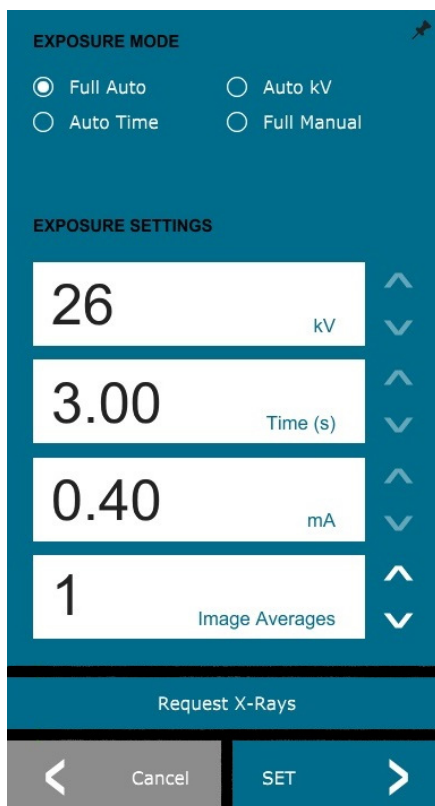 EXPOSURE MODE
Full Auto Auto kV
Auto Time Full Manual
EXPOSURE SETTINGS
26 kV
3.00 Time (s)
0.40 mA
1 Image Averages
Request X-Rays
Cancel SET